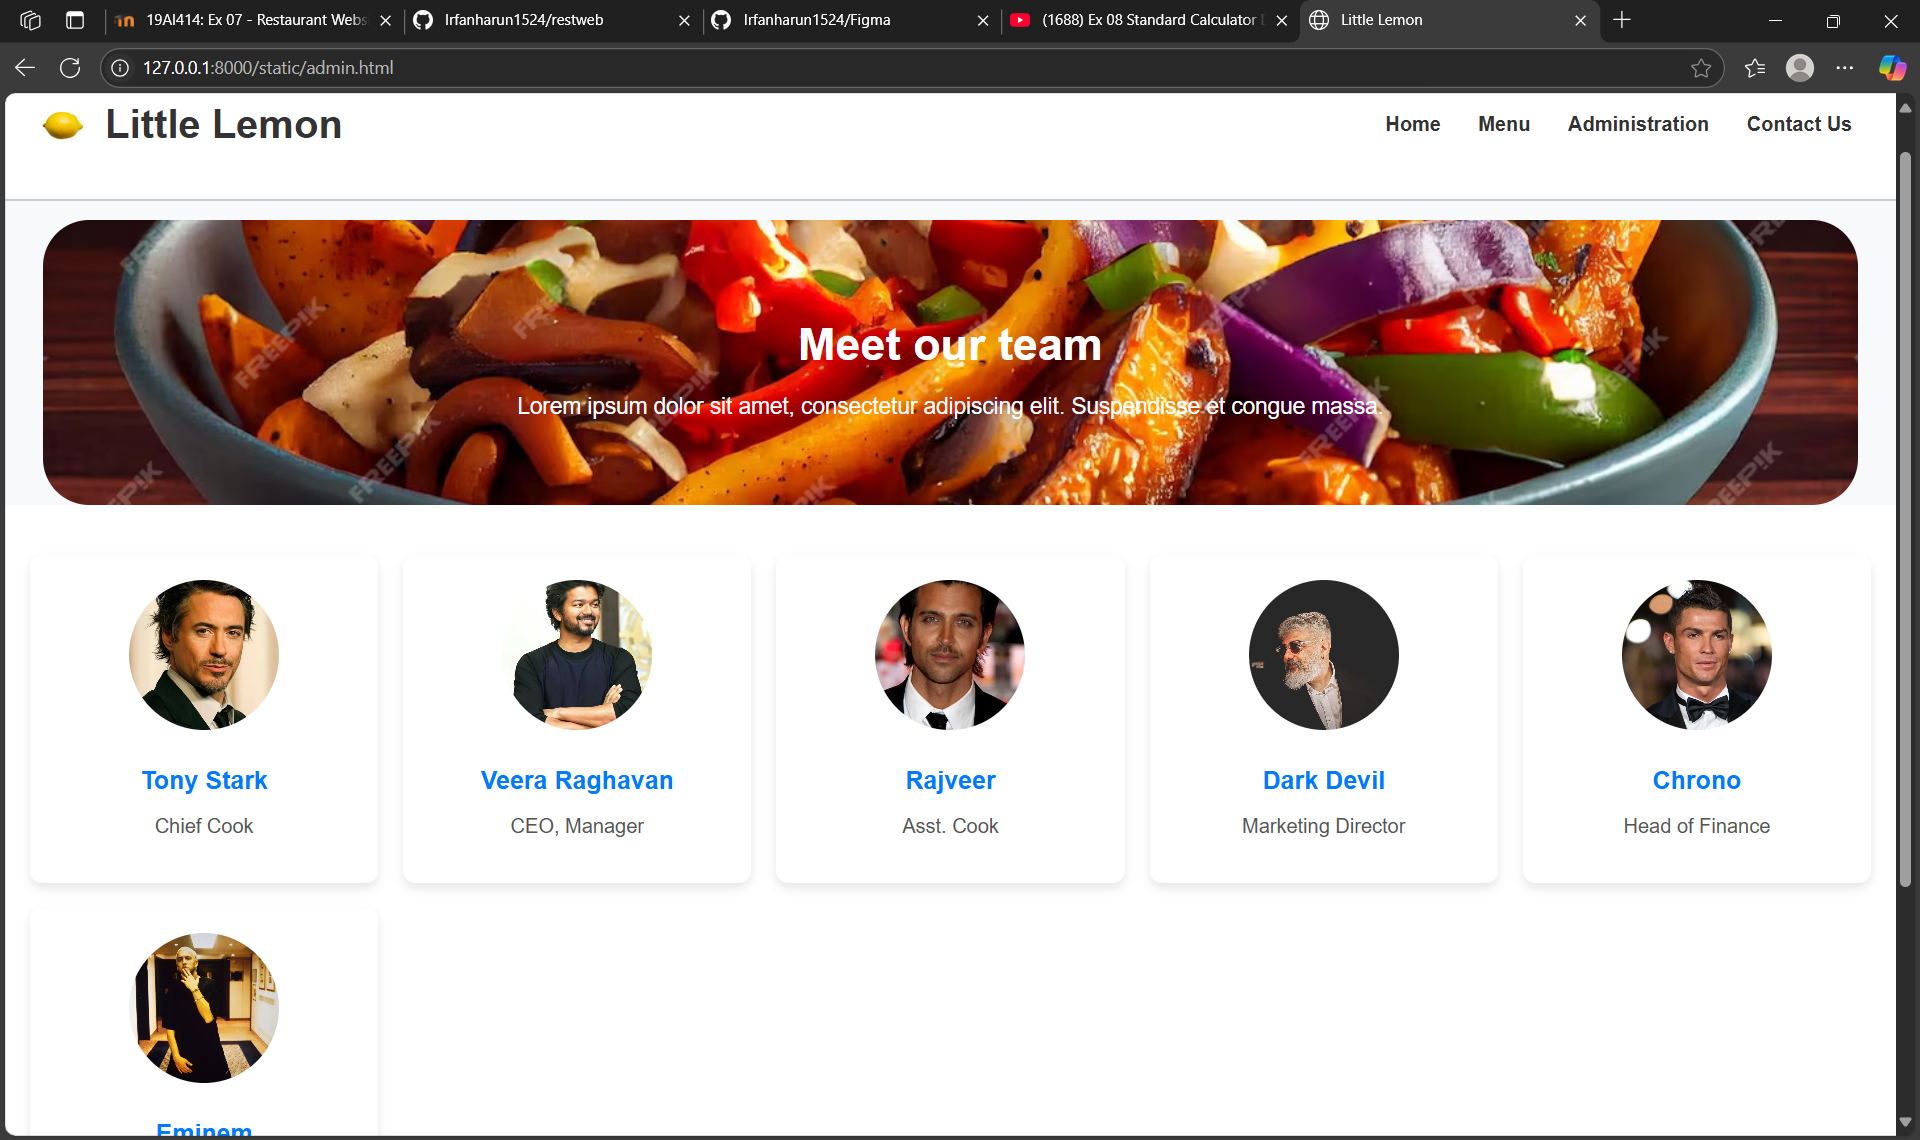 19AI414: Ex 07 - Restaurant Webs
Irfanharun1524/restweb
Irfanharun1524/Figma
(1688) Ex 08 Standard Calculator
Little Lemon
127.0.0.1:8000/static/admin.html
Little Lemon
Home Menu Administration Contact Us
Meet our team
Lorem ipsum dolor sit amet, consectetur adipiscing elit. Suspendisse et congue massa.
FREEPIK
FREEPIK
FREEPIK
Tony Stark
Chief Cook
Veera Raghavan
CEO, Manager
Rajveer
Asst. Cook
Dark Devil
Marketing Director
Chrono
Head of Finance
Eminem